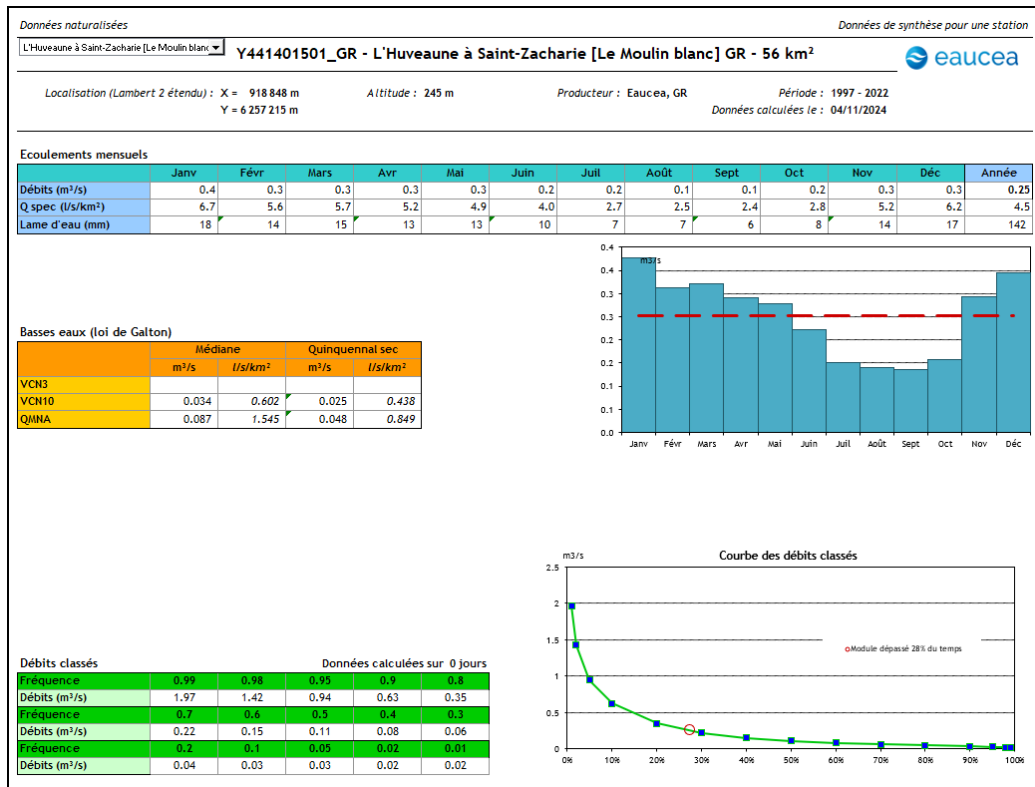 Données naturalisées
Données de synthèse pour une station
L'Huveaune à Saint-Zacharie [Le Moulin blanc
Y441401501_GR - L'Huveaune à Saint-Zacharie [Le Moulin blanc] GR - 56 km²
eaucea
Localisation (Lambert 2 étendu) : X = 918 848 m Altitude : 245 m Producteur : Eaucea, GR Période : 1997 - 2022
Y = 6 257 215 m Données calculées le : 04/11/2024
Ecoulements mensuels
Janv Févr Mars Avr Mai Juin Juil Août Sept Oct Nov Déc Année
Débits (m³/s) 0.4 0.3 0.3 0.3 0.3 0.2 0.2 0.1 0.1 0.2 0.3 0.3 0.25
Q spec (l/s/km²) 6.7 5.6 5.7 5.2 4.9 4.0 2.7 2.5 2.4 2.8 5.2 6.2 4.5
Lame d'eau (mm) 18 14 15 13 13 10 7 7 6 8 14 17 142
m3/s
0.4
0.4
0.3
0.3
0.2
0.2
0.1
0.1
0.0
Janv Févr Mars Avr Mai Juin Juil Août Sept Oct Nov Déc
Basses eaux (loi de Galton)
Médiane Quinquennal sec
m³/s l/s/km² m³/s l/s/km²
VCN3
VCN10 0.034 0.602 0.025 0.438
QMNA 0.087 1.545 0.048 0.849
m3/s
Courbe des débits classés
2.5
2
1.5
1
0.5
0
Module dépassé 28% du temps
0% 10% 20% 30% 40% 50% 60% 70% 80% 90% 100%
Débits classés Données calculées sur 0 jours
Fréquence 0.99 0.98 0.95 0.9 0.8
Débits (m³/s) 1.97 1.42 0.94 0.63 0.35
Fréquence 0.7 0.6 0.5 0.4 0.3
Débits (m³/s) 0.22 0.15 0.11 0.08 0.06
Fréquence 0.2 0.1 0.05 0.02 0.01
Débits (m³/s) 0.04 0.03 0.03 0.02 0.02